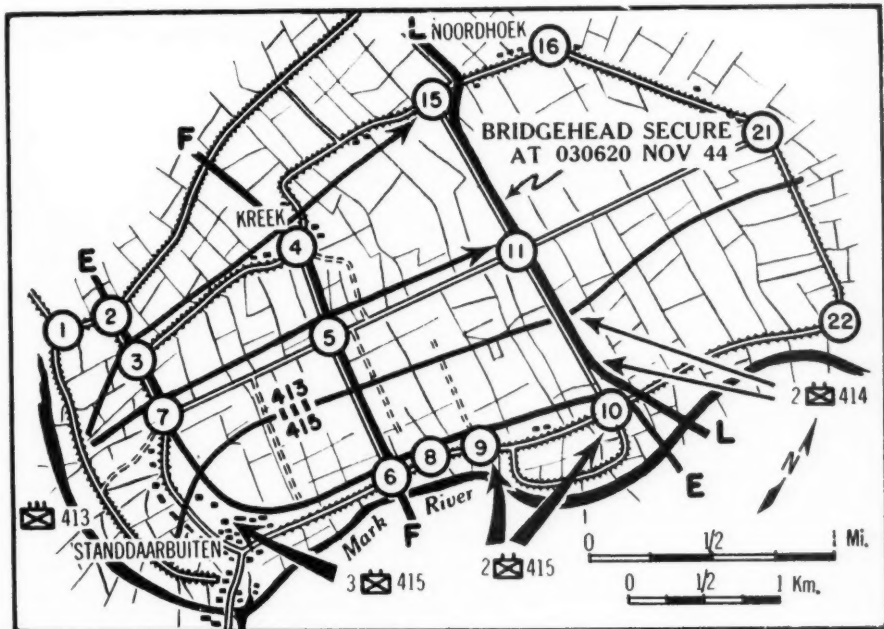 L NOORDHOEK
16
15
BRIDGEHEAD SECURE
AT 030620 NOV 44
21
F
KREEK
4
E
11
1
2
22
3
5
7
413
415
2 414
10
L
8
9
E
N
6
F
Mark River
413
STANDDAARBUITEN
3 415
2 415
0 1/2 1 Mi.
0 1/2 1 Km.